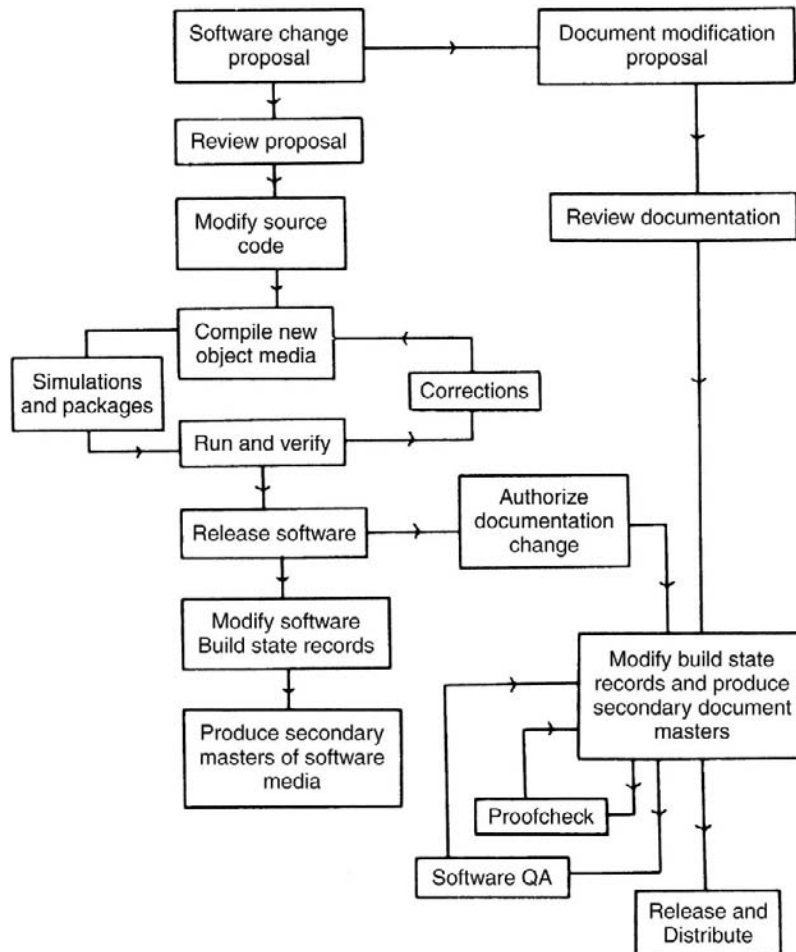 Software change
proposal
Document modification
proposal
Review proposal
Review documentation
Modify source
code
Compile new
object media
Simulations
and packages
Corrections
Run and verify
Authorize
documentation
change
Release software
Modify software
Build state records
Modify build state
records and produce
secondary document
masters
Produce secondary
masters of software
media
Proofcheck
Software QA
Release and
Distribute